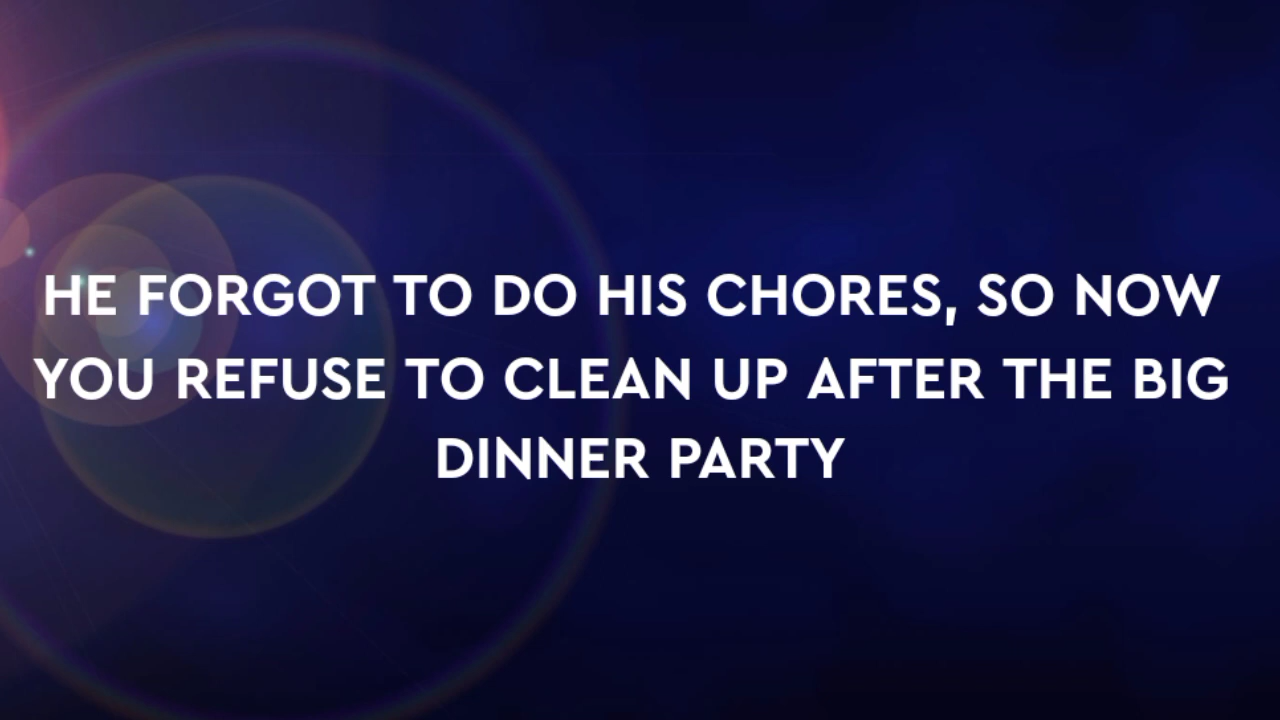 HE FORGOT TO DO HIS CHORES, SO NOW
YOU REFUSE TO CLEAN UP AFTER THE BIG
DINNER PARTY